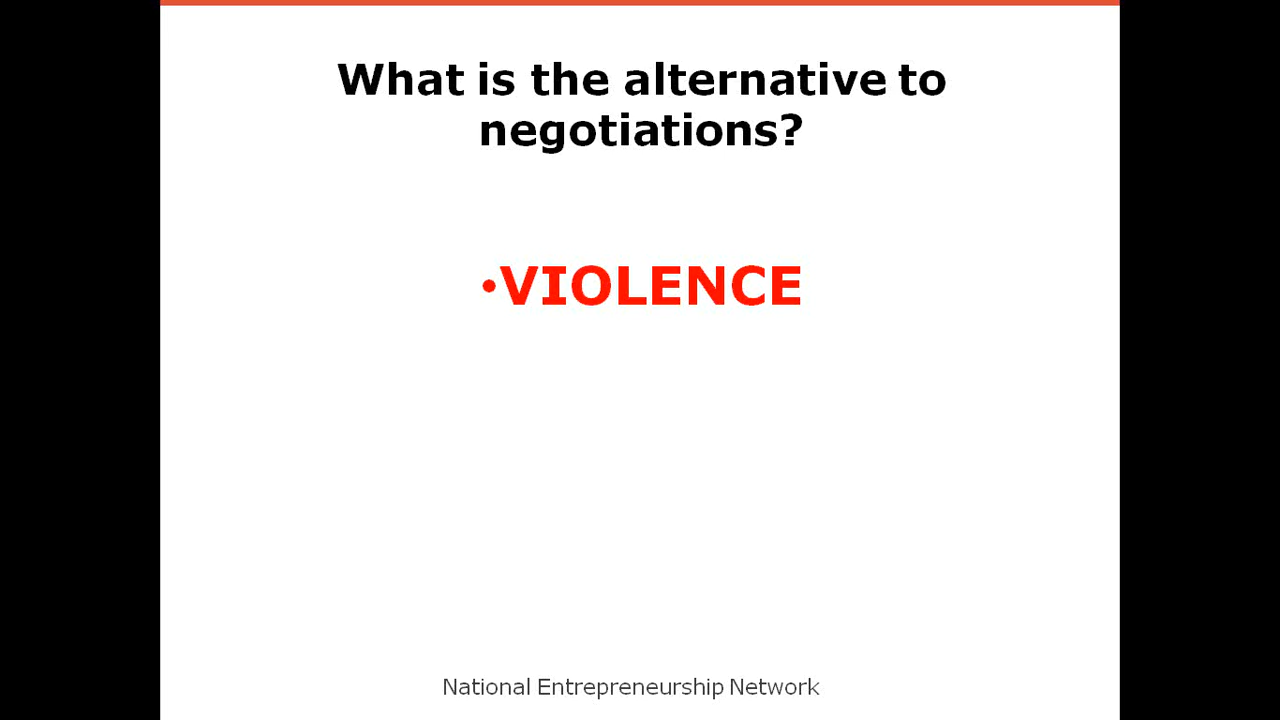 What is the alternative to
negotiations?
•VIOLENCE
National Entrepreneurship Network